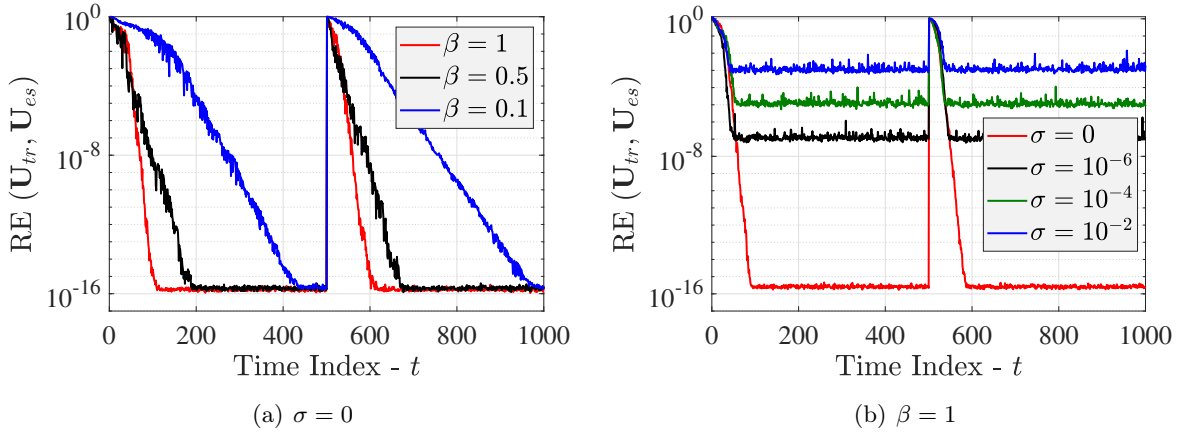 RE (U_tr, U_es)
10^0
10^-8
10^-16
β = 1
β = 0.5
β = 0.1
0 200 400 600 800 1000
Time Index - t
(a) σ = 0
RE (U_tr, U_es)
10^0
10^-8
10^-16
σ = 0
σ = 10^-6
σ = 10^-4
σ = 10^-2
0 200 400 600 800 1000
Time Index - t
(b) β = 1